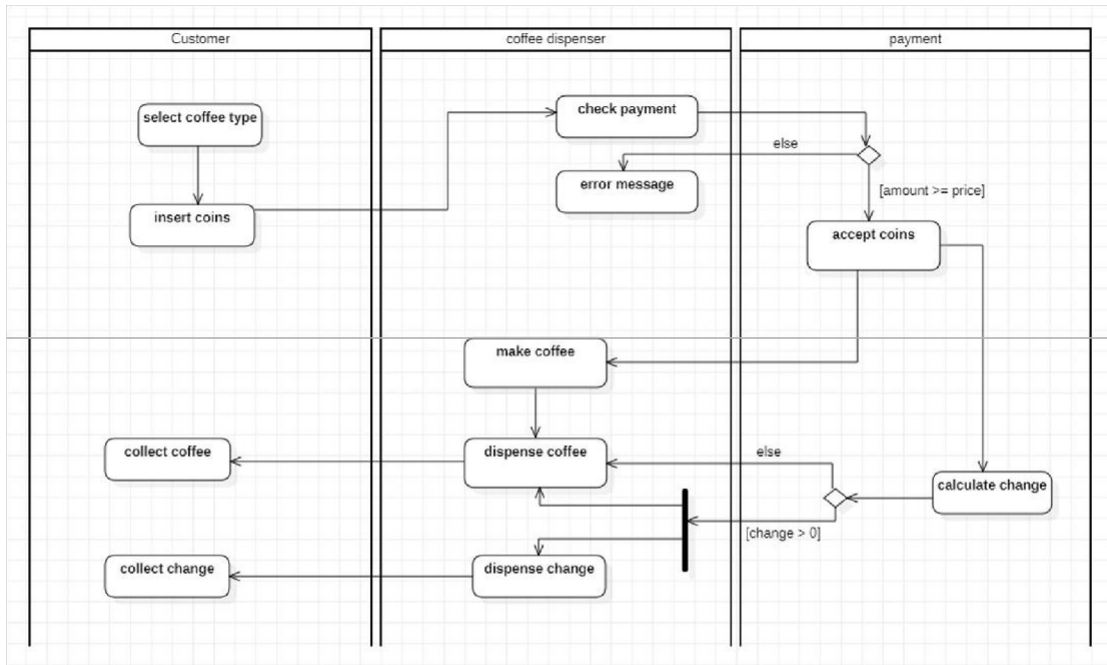 Customer
coffee dispenser
payment
select coffee type
check payment
else
error message
[amount >= price]
insert coins
accept coins
make coffee
collect coffee
dispense coffee
else
calculate change
[change > 0]
collect change
dispense change